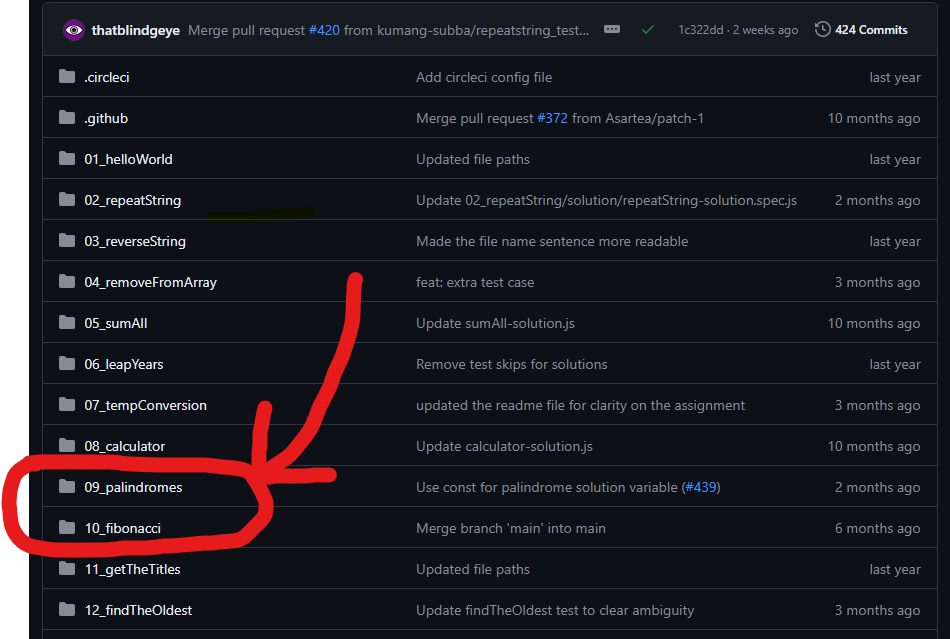 thatblindgeye Merge pull request #420 from kumang-subba/repeatstring_test... 1c322dd · 2 weeks ago 424 Commits
.circleci Add circleci config file last year
.github Merge pull request #372 from Asartea/patch-1 10 months ago
01_helloWorld Updated file paths last year
02_repeatString Update 02_repeatString/solution/repeatString-solution.spec.js 2 months ago
03_reverseString Made the file name sentence more readable last year
04_removeFromArray feat: extra test case 3 months ago
05_sumAll Update sumAll-solution.js 10 months ago
06_leapYears Remove test skips for solutions last year
07_tempConversion updated the readme file for clarity on the assignment 3 months ago
08_calculator Update calculator-solution.js 10 months ago
09_palindromes Use const for palindrome solution variable (#439) 2 months ago
10_fibonacci Merge branch 'main' into main 6 months ago
11_getTheTitles Updated file paths last year
12_findTheOldest Update findTheOldest test to clear ambiguity 3 months ago